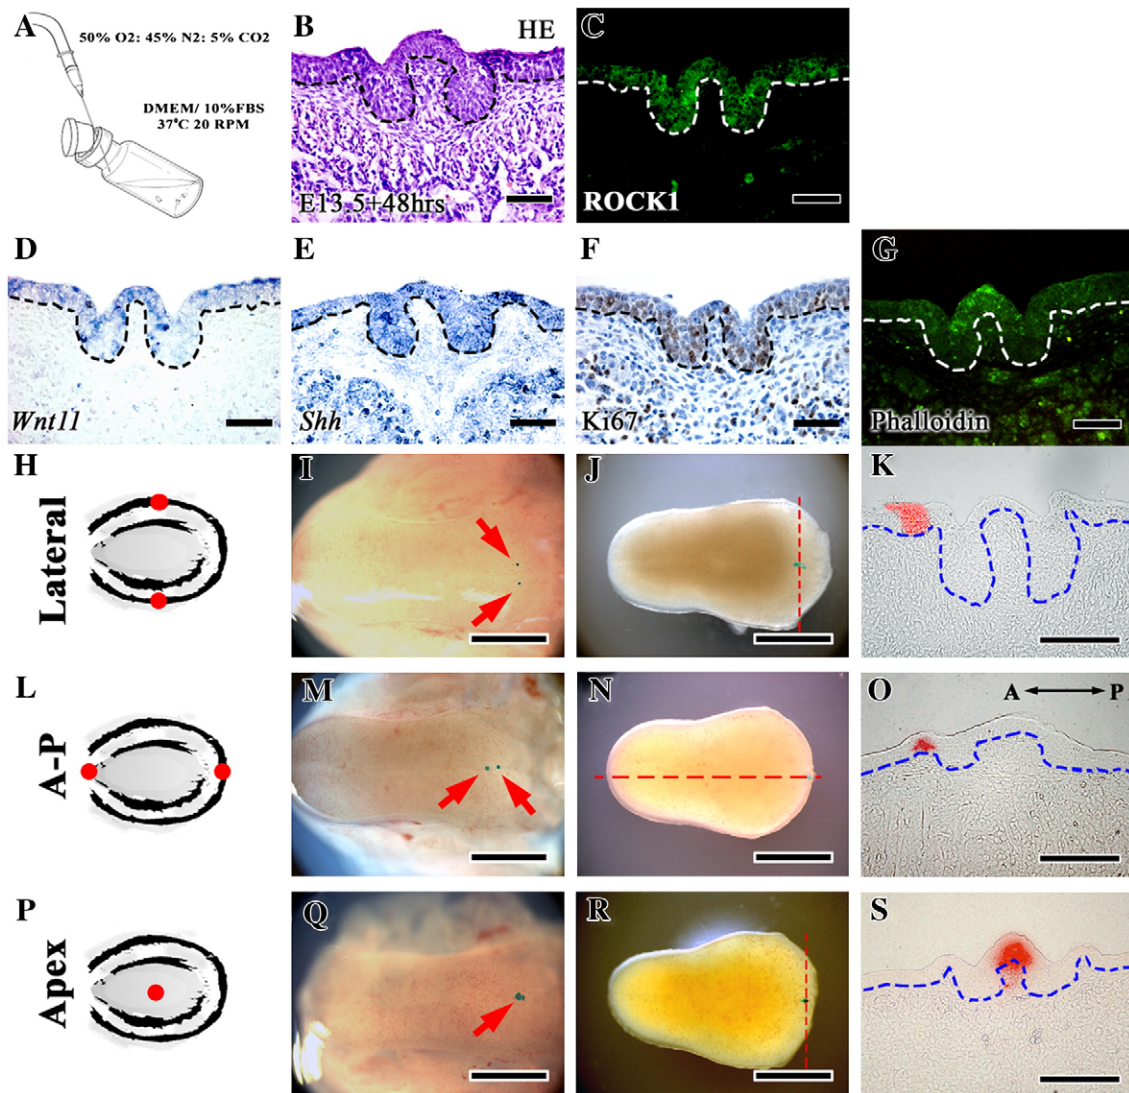 A
50% O2: 45% N2: 5% CO2
DMEM/ 10%FBS
37°C 20 RPM
B
HE
E13 5+48hrs
C
ROCK1
D
Wnt11
E
Shh
F
Ki67
G
Phalloidin
H
Lateral
I
J
K
L
A-P
M
N
O
A P
P
Apex
Q
R
S